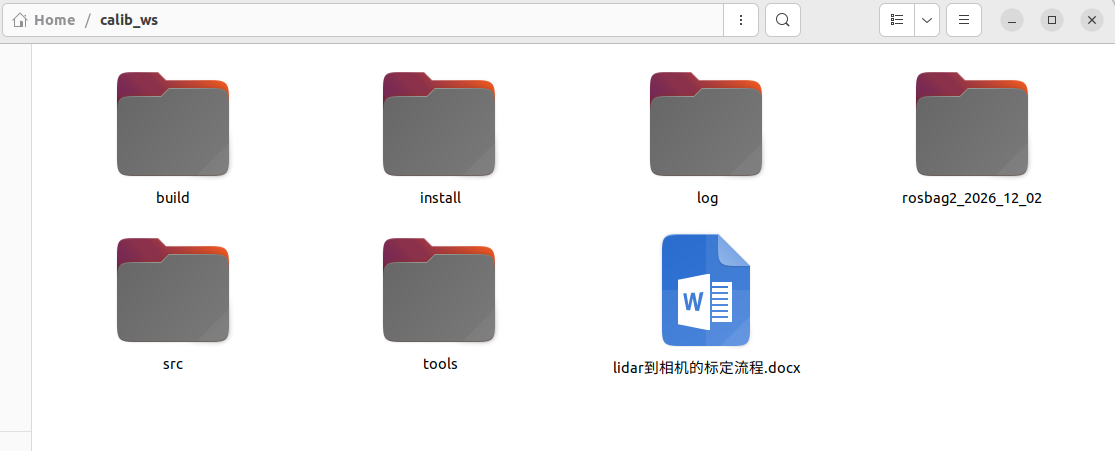 Home / calib_ws
build
install
log
rosbag2_2026_12_02
src
tools
W
lidar到相机的标定流程.docx